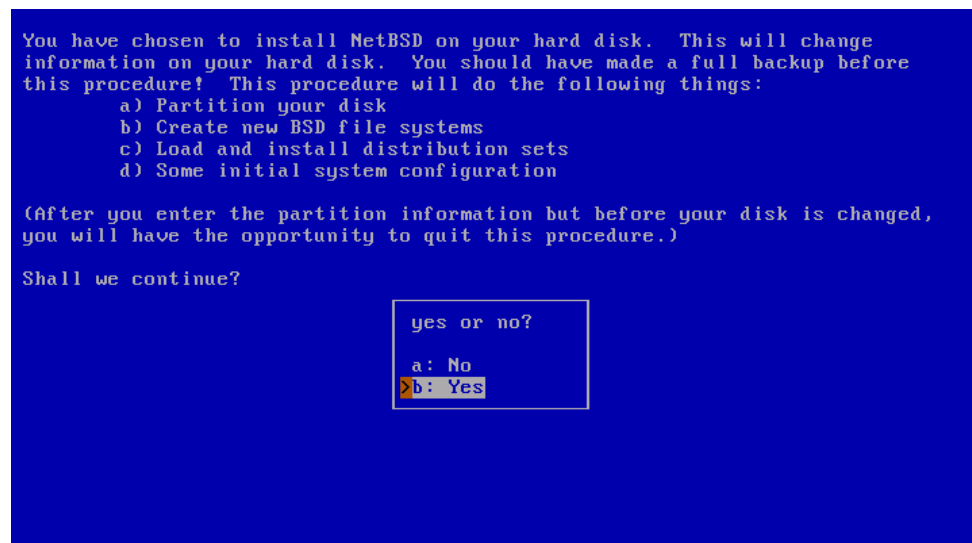 You have chosen to install NetBSD on your hard disk.  This will change
information on your hard disk.  You should have made a full backup before
this procedure!  This procedure will do the following things:
        a) Partition your disk
        b) Create new BSD file systems
        c) Load and install distribution sets
        d) Some initial system configuration
(After you enter the partition information but before your disk is changed,
you will have the opportunity to quit this procedure.)
Shall we continue?
yes or no?
a: No
>b: Yes